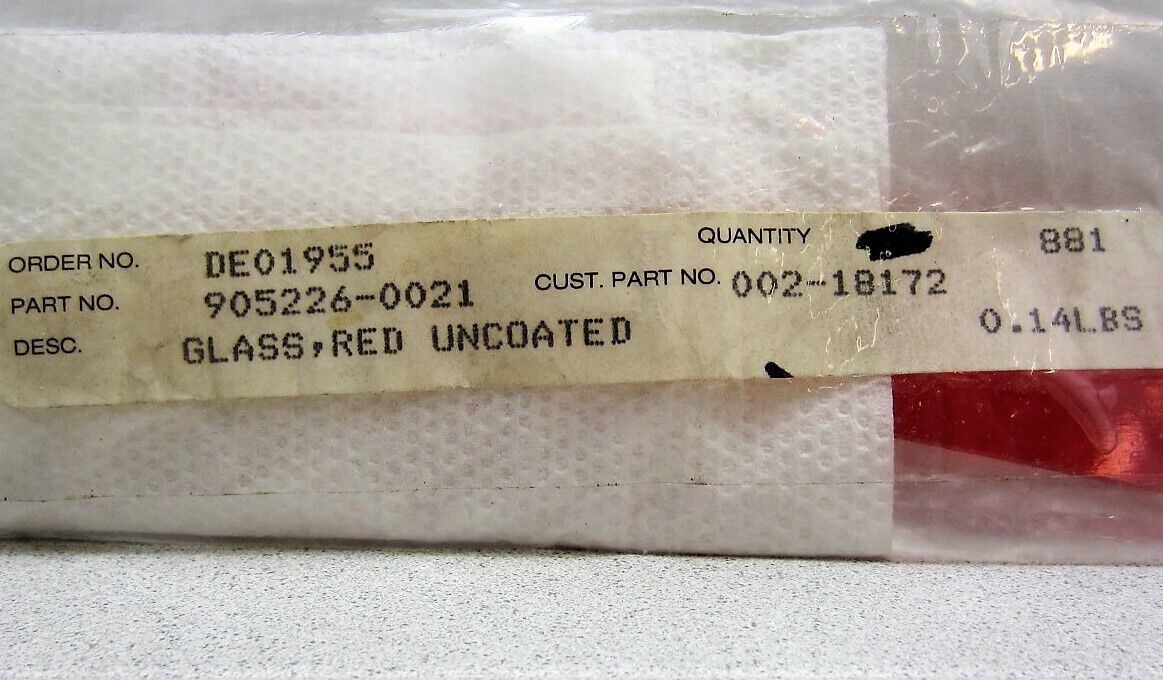 ORDER NO. DE01955 QUANTITY 881
PART NO. 905226-0021 CUST. PART NO. 002-18172
DESC. GLASS,RED UNCOATED 0.14LBS